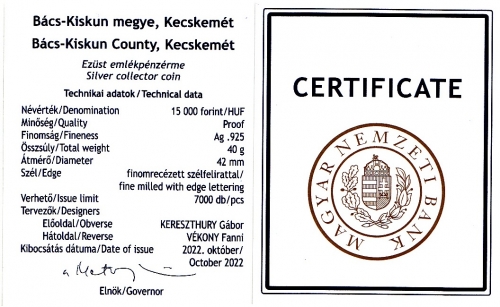 Bács-Kiskun megye, Kecskemét
Bács-Kiskun County, Kecskemét
Ezüst emlékpénzérme
Silver collector coin
Technikai adatok/Technical data
Névérték/Denomination 15 000 forint/HUF
Minőség/Quality Proof
Finomság/Fineness Ag .925
Összsúly/Total weight 40 g
Átmérő/Diameter 42 mm
Szél/Edge finomrecézett szélfelirattal/
fine milled with edge lettering
Verhető/Issue limit 7000 db/pcs
Tervezők/Designers
Előoldal/Obverse KERESZTHURY Gábor
Hátoldal/Reverse VÉKONY Fanni
Kibocsátás dátuma/Date of issue 2022. október/
October 2022
Elnök/Governor
CERTIFICATE
MAGYAR NEMZETI BANK